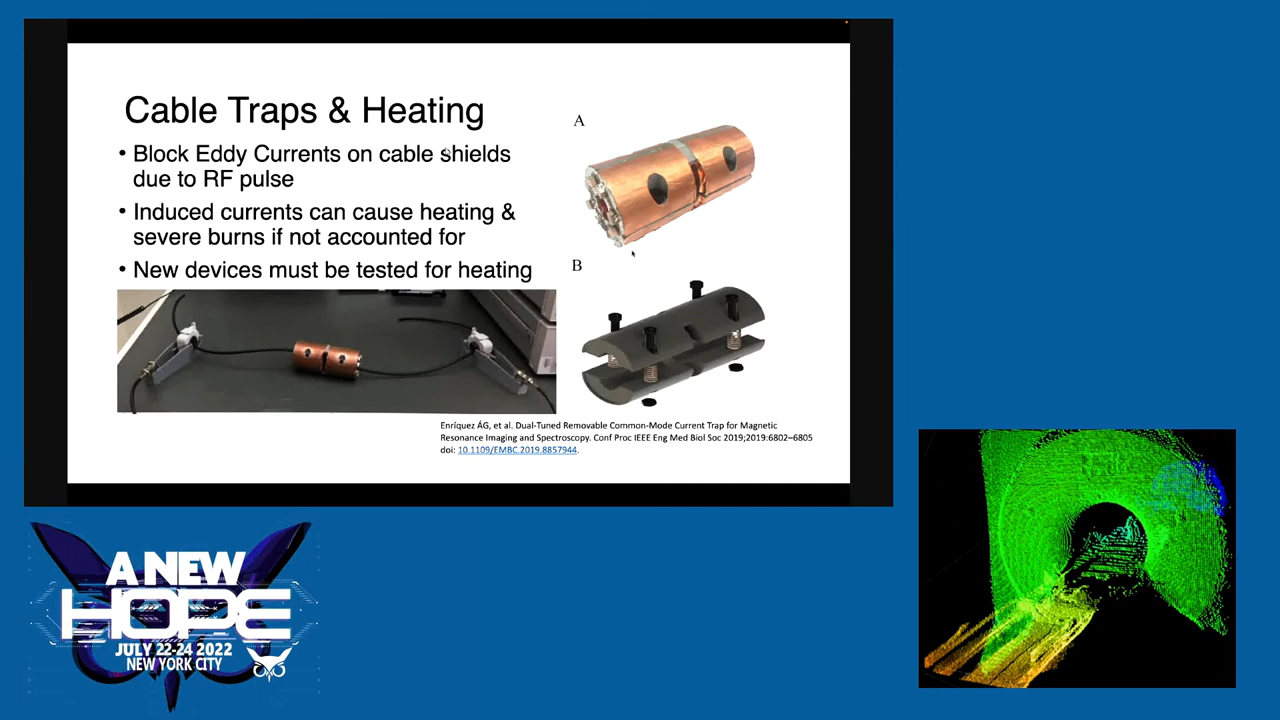 Cable Traps & Heating
• Block Eddy Currents on cable shields
due to RF pulse
• Induced currents can cause heating &
severe burns if not accounted for
• New devices must be tested for heating
A
B
Enríquez ÁG, et al. Dual-Tuned Removable Common-Mode Current Trap for Magnetic
Resonance Imaging and Spectroscopy. Conf Proc IEEE Eng Med Biol Soc 2019;2019:6802–6805
doi: 10.1109/EMBC.2019.8857944.
A NEW
HOPE
JULY 22-24 2022
NEW YORK CITY